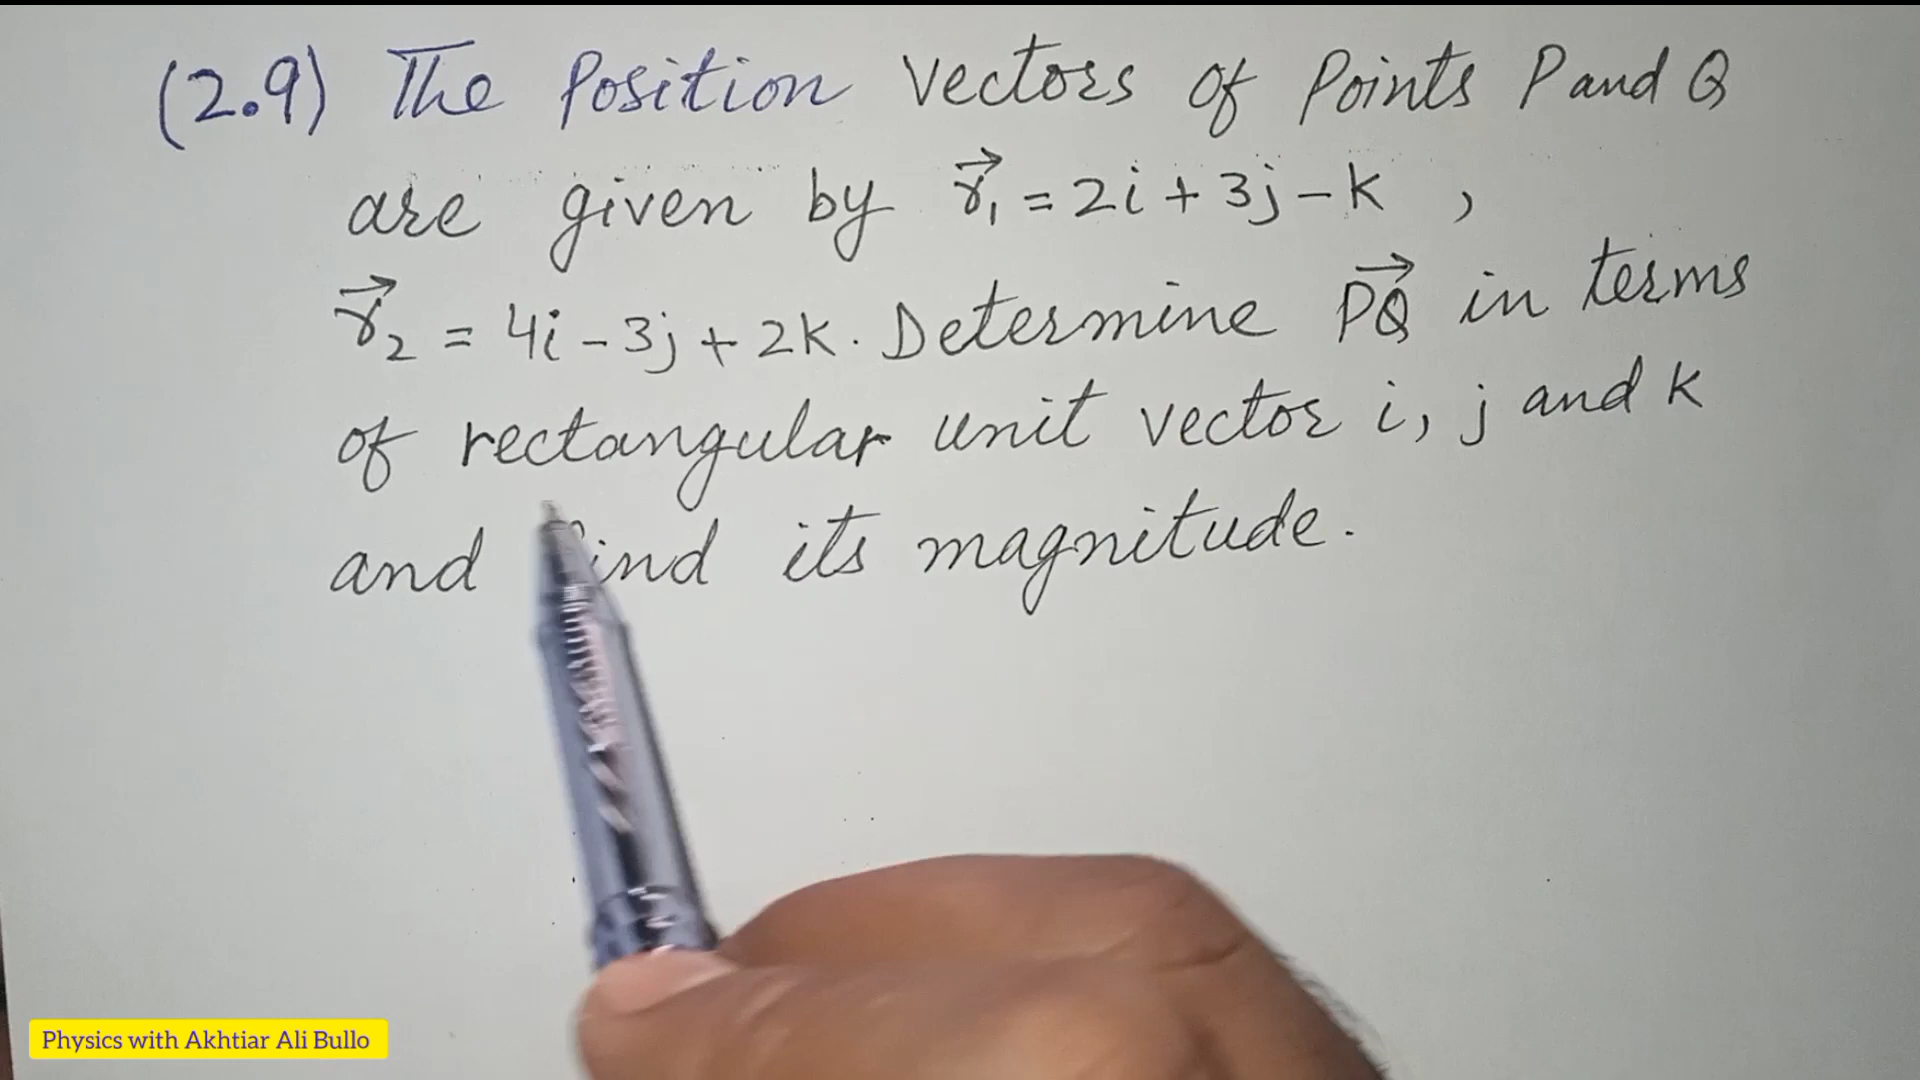 (2.9) The Position Vectors of Points P and Q
are given by r⃗₁ = 2i + 3j - k ,
r⃗₂ = 4i - 3j + 2k. Determine P⃗Q⃗ in terms
of rectangular unit vector i, j and k
and find its magnitude.
Physics with Akhtiar Ali Bullo